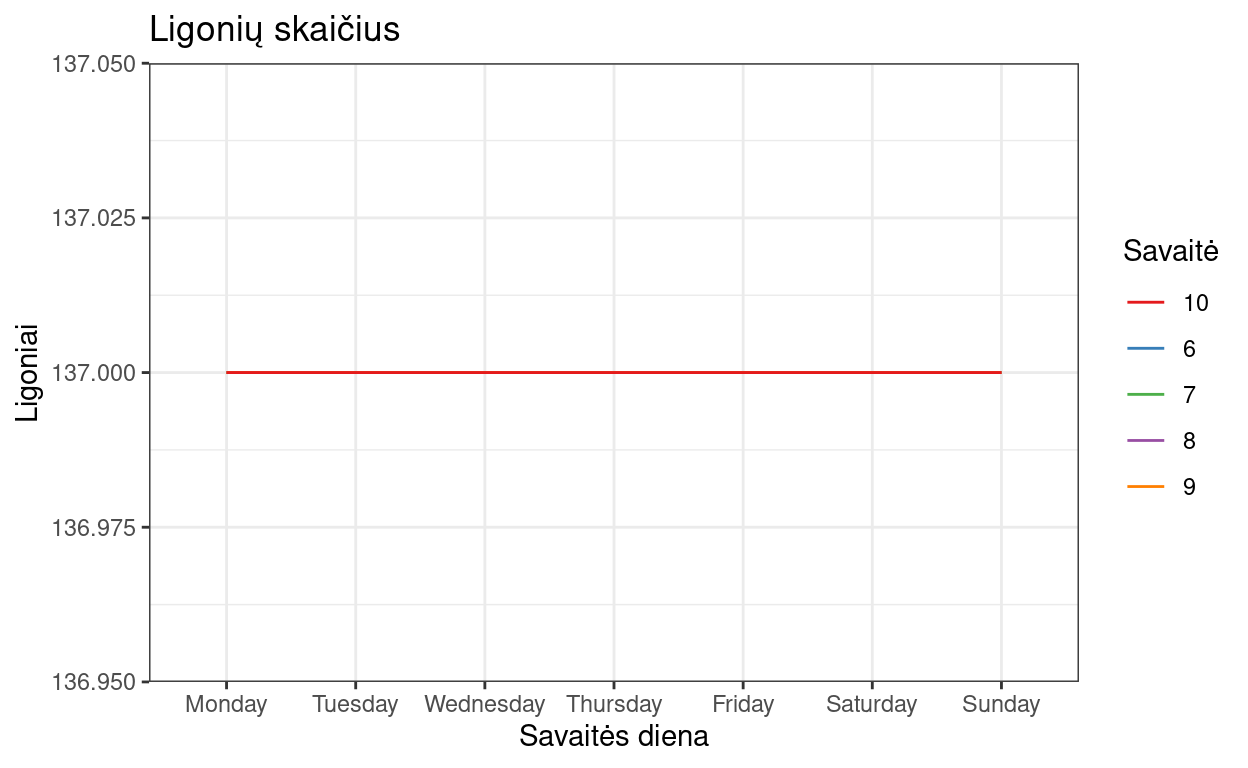 Ligonių skaičius
137.050
137.025
137.000
136.975
136.950
Ligoniai
Monday Tuesday Wednesday Thursday Friday Saturday Sunday
Savaitės diena
Savaitė
10
6
7
8
9